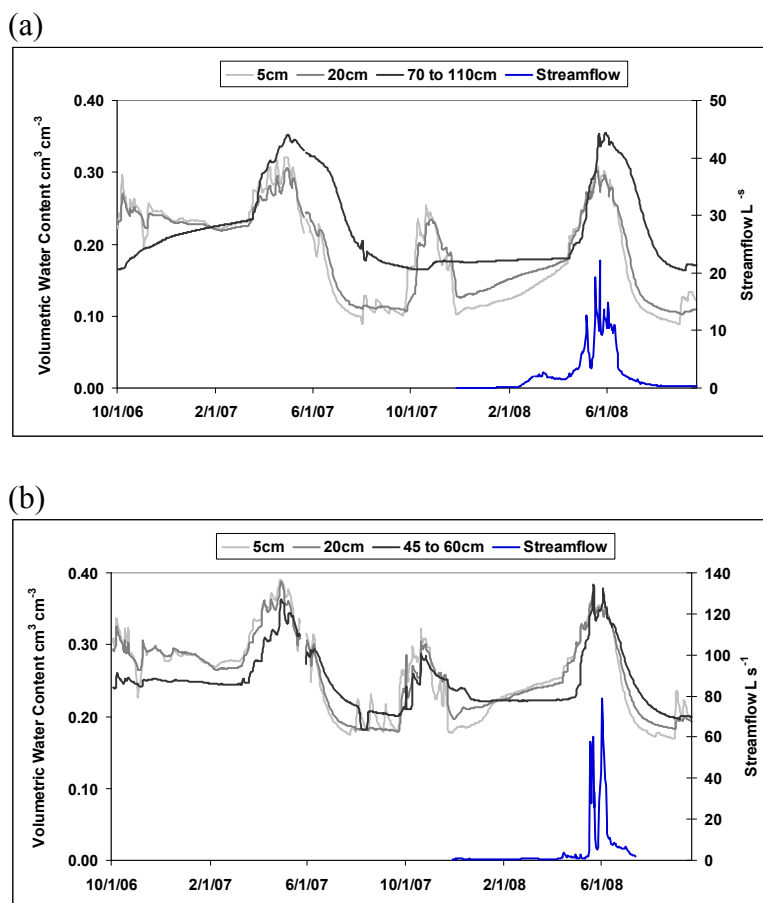 (a)
5cm 20cm 70 to 110cm Streamflow
0.40 50
0.30 40
30
0.20
20
0.10
10
0.00 0
10/1/06 2/1/07 6/1/07 10/1/07 2/1/08 6/1/08
Volumetric Water Content cm³ cm⁻³
Streamflow L ⁻ˢ
(b)
5cm 20cm 45 to 60cm Streamflow
0.40 140
120
0.30 100
80
0.20
60
0.10 40
20
0.00 0
10/1/06 2/1/07 6/1/07 10/1/07 2/1/08 6/1/08
Volumetric Water Content cm³ cm⁻³
Streamflow L s⁻¹